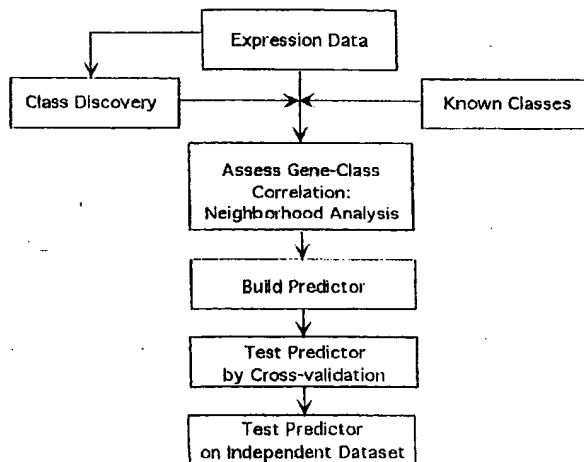 Expression Data
Class Discovery
Known Classes
Assess Gene-Class
Correlation:
Neighborhood Analysis
Build Predictor
Test Predictor
by Cross-validation
Test Predictor
on Independent Dataset